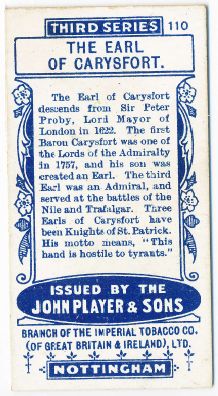 THIRD SERIES 110
THE EARL
OF CARYSFORT.
The Earl of Carysfort
descends from Sir Peter
Proby, Lord Mayor of
London in 1622. The first
Baron Carysfort was one of
the Lords of the Admiralty
in 1757, and his son was
created an Earl. The third
Earl was an Admiral, and
served at the battles of the
Nile and Trafalgar. Three
Earls of Carysfort have
been Knights of St. Patrick.
His motto means, "This
hand is hostile to tyrants."
ISSUED BY THE
JOHN PLAYER & SONS
BRANCH OF THE IMPERIAL TOBACCO CO.
(OF GREAT BRITAIN & IRELAND), LTD.
NOTTINGHAM